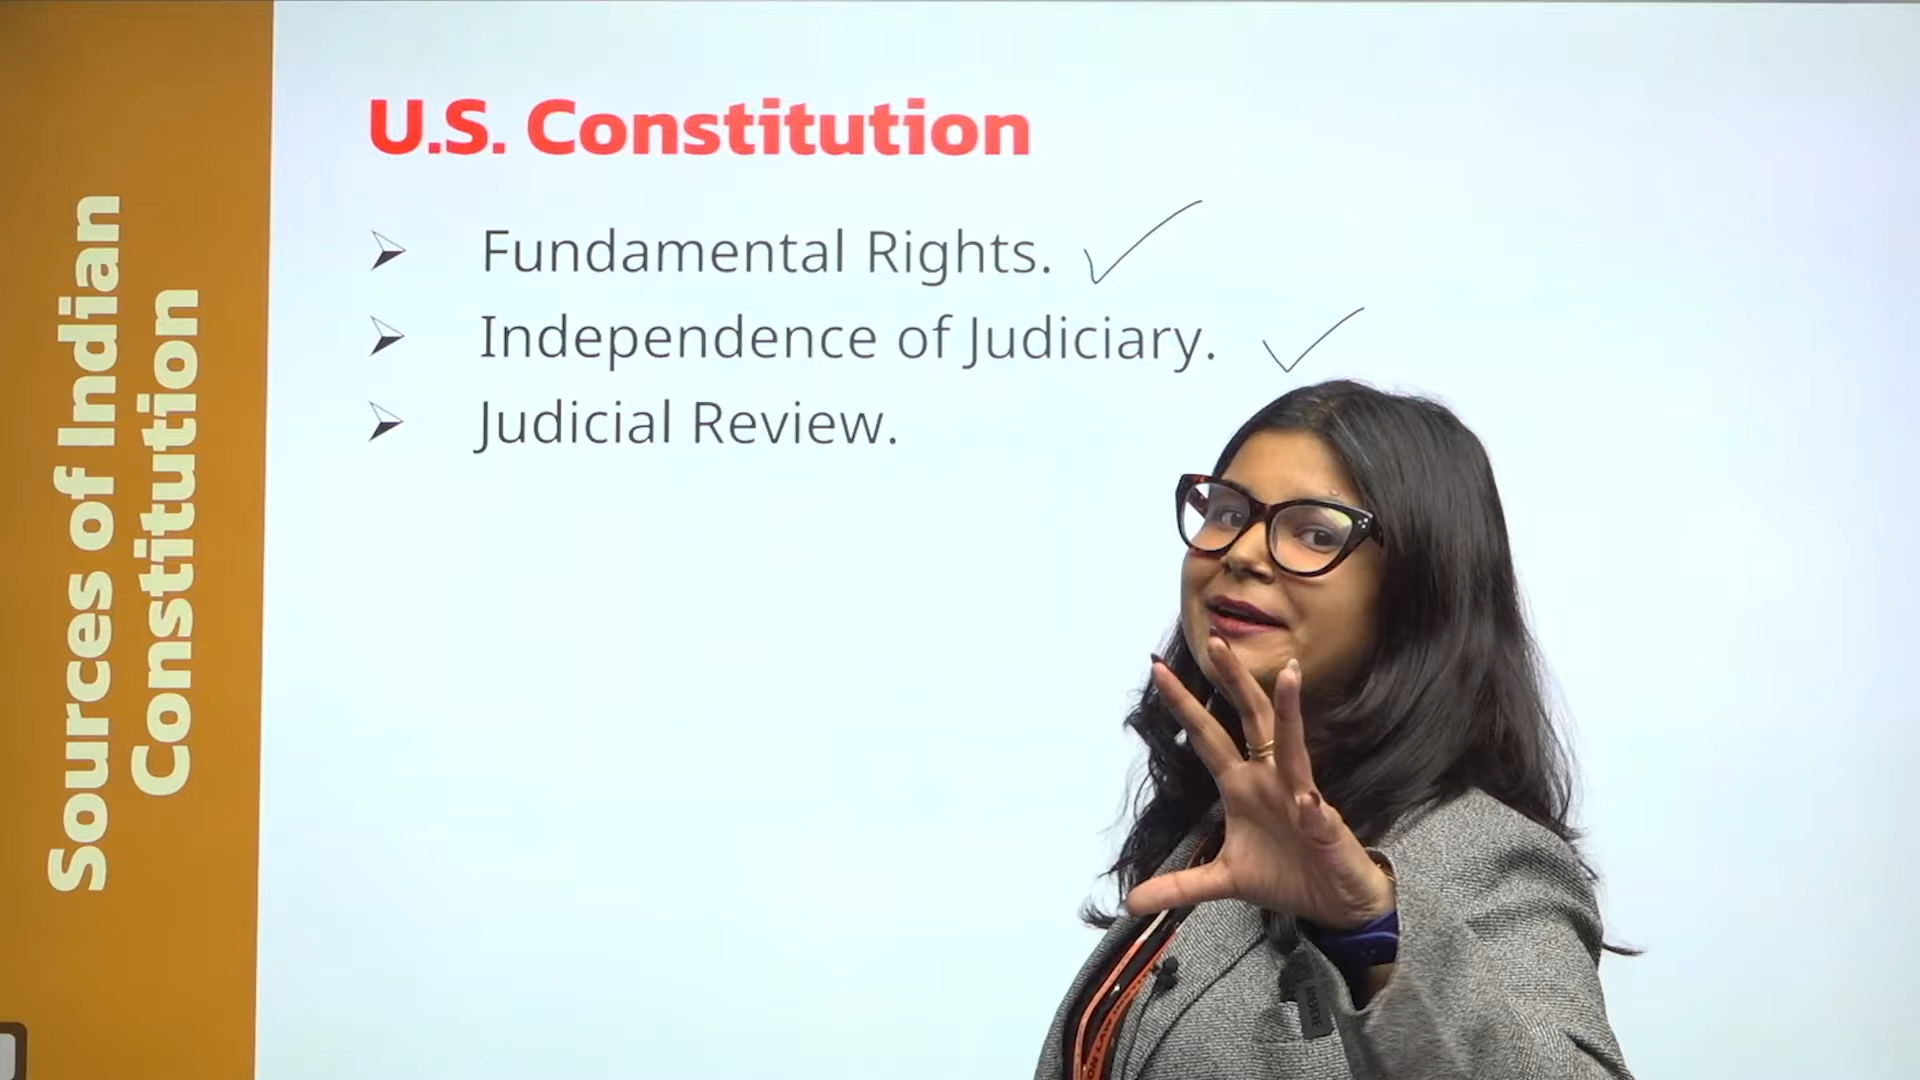 Sources of Indian
Constitution
U.S. Constitution
Fundamental Rights.
Independence of Judiciary.
Judicial Review.